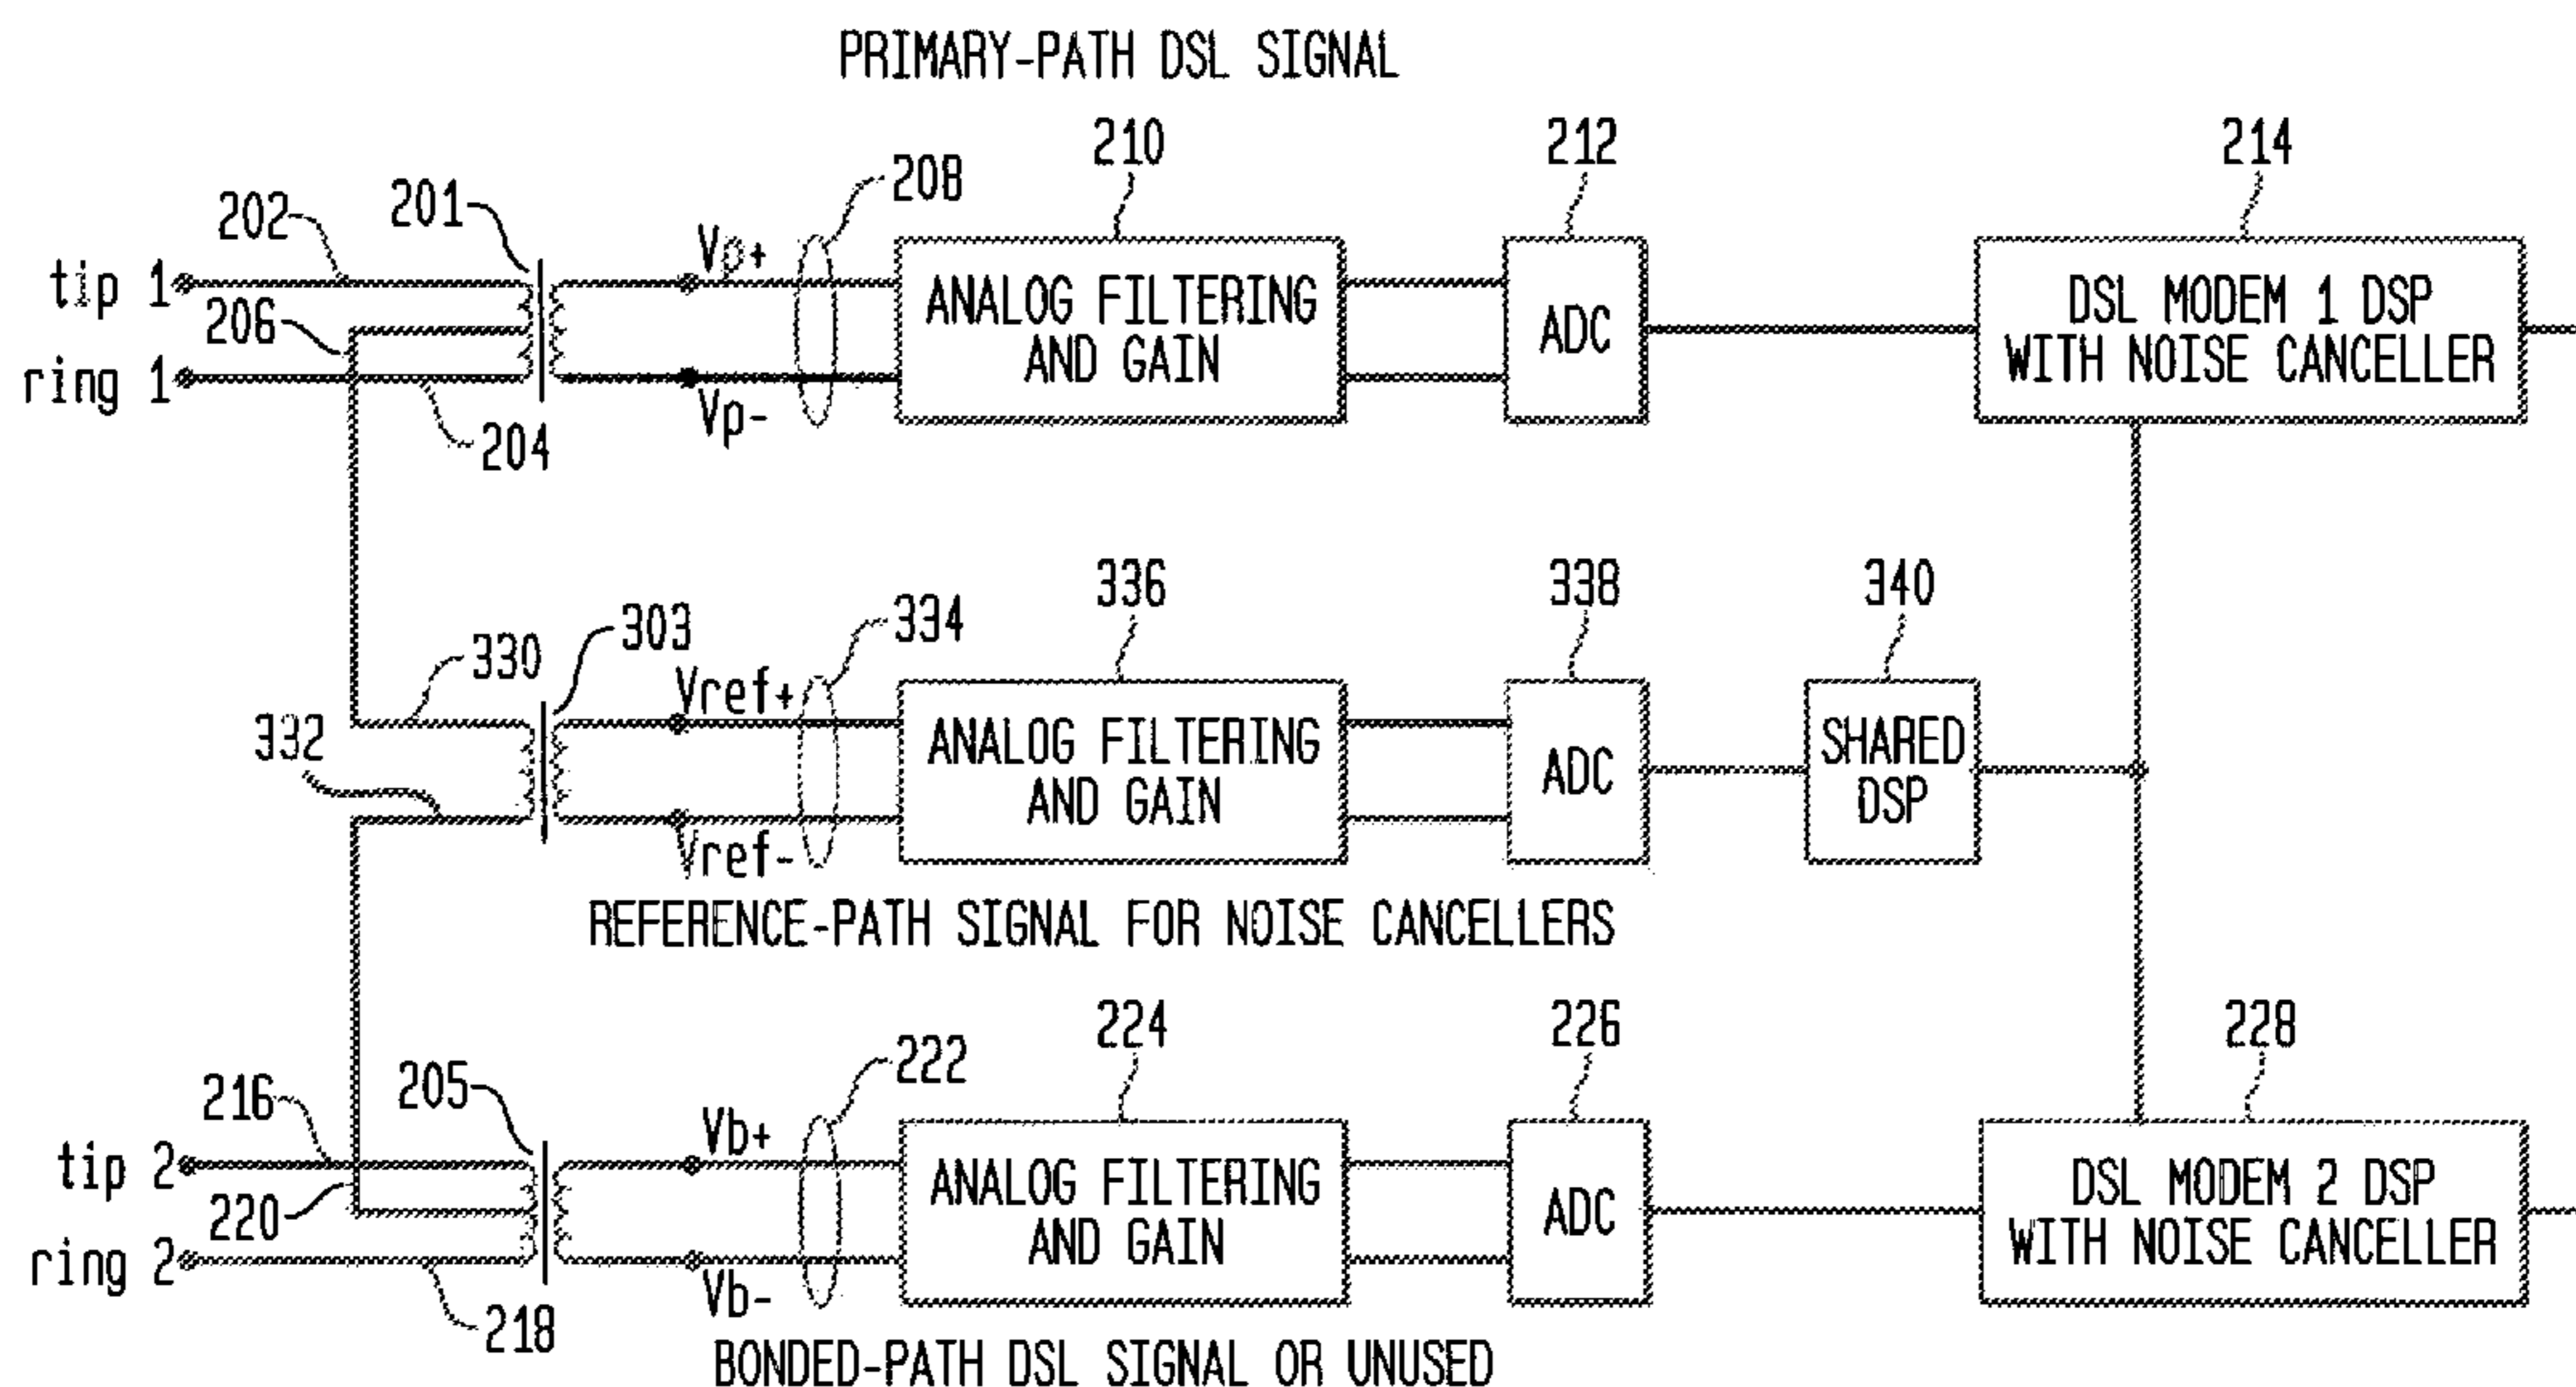 PRIMARY-PATH DSL SIGNAL
210
212
214
208
201
202
Vp+
tip 1
206
ANALOG FILTERING
AND GAIN
ADC
DSL MODEM 1 DSP
WITH NOISE CANCELLER
ring 1
Vp-
204
336
338
340
334
303
330
Vref+
332
ANALOG FILTERING
AND GAIN
ADC
SHARED
DSP
Vref-
REFERENCE-PATH SIGNAL FOR NOISE CANCELLERS
224
226
228
222
205
216
Vb+
tip 2
220
ANALOG FILTERING
AND GAIN
ADC
DSL MODEM 2 DSP
WITH NOISE CANCELLER
ring 2
Vb-
218
BONDED-PATH DSL SIGNAL OR UNUSED